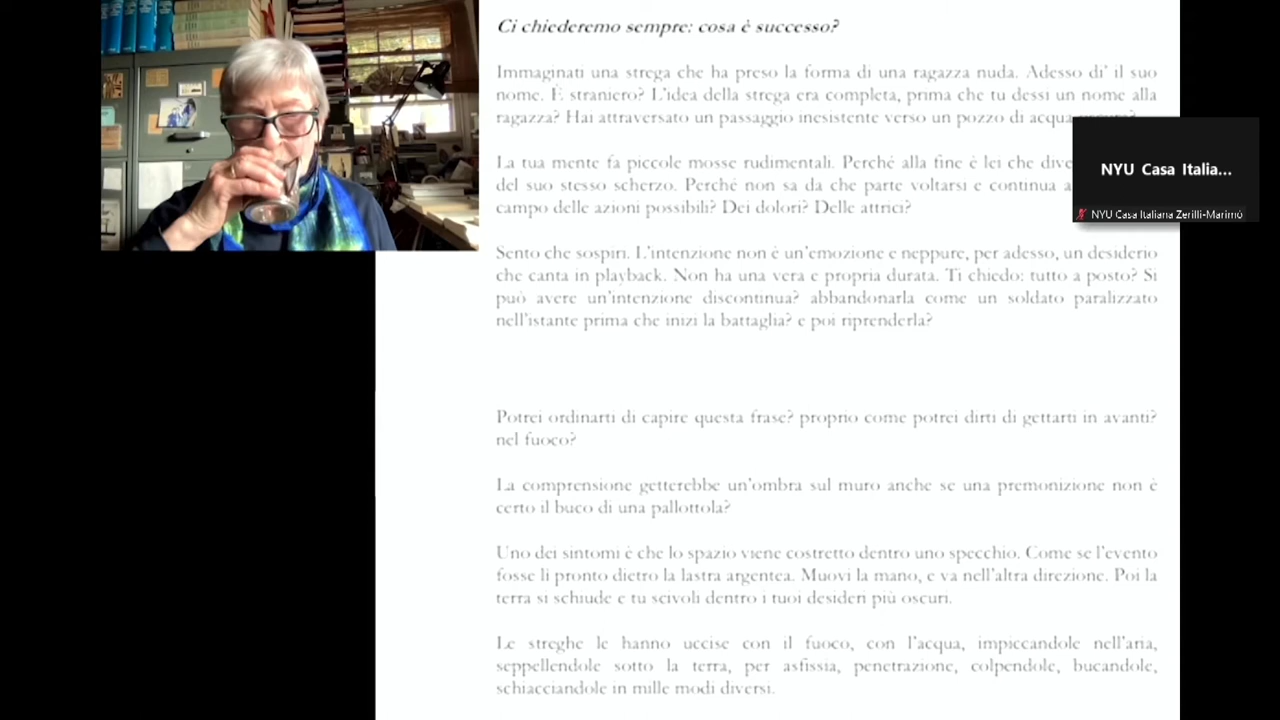 Ci chiederemo sempre: cosa è successo?
Immaginati una strega che ha preso la forma di una ragazza nuda. Adesso di' il suo
nome. È straniero? L'idea della strega era completa, prima che tu dessi un nome alla
ragazza? Hai attraversato un passaggio inesistente verso un pozzo di acqua
La tua mente fa piccole mosse rudimentali. Perché alla fine è lei che
del suo stesso scherzo. Perché non sa da che parte voltarsi e continua a
campo delle azioni possibili? Dei dolori? Delle attrici?
Sento che sospiri. L'intenzione non è un'emozione e neppure, per adesso, un desiderio
che canta in playback. Non ha una vera e propria durata. Ti chiedo: tutto a posto? Si
può avere un'intenzione discontinua? abbandonarla come un soldato paralizzato
nell'istante prima che inizi la battaglia? e poi riprenderla?
Potrei ordinarti di capire questa frase? proprio come potrei dirti di gettarti in avanti?
nel fuoco?
La comprensione getterebbe un'ombra sul muro anche se una premonizione non è
certo il buco di una pallottola?
Uno dei sintomi è che lo spazio viene costretto dentro uno specchio. Come se l'evento
fosse lì pronto dietro la lastra argentea. Muovi la mano, e va nell'altra direzione. Poi la
terra si schiude e tu scivoli dentro i tuoi desideri più oscuri.
Le streghe le hanno uccise con il fuoco, con l'acqua, impiccandole nell'aria,
seppellendole sotto la terra, per asfissia, penetrazione, colpendole, bucandole,
schiacciandole in mille modi diversi.
NYU Casa Italia...
NYU Casa Italiana Zerilli-Marimò